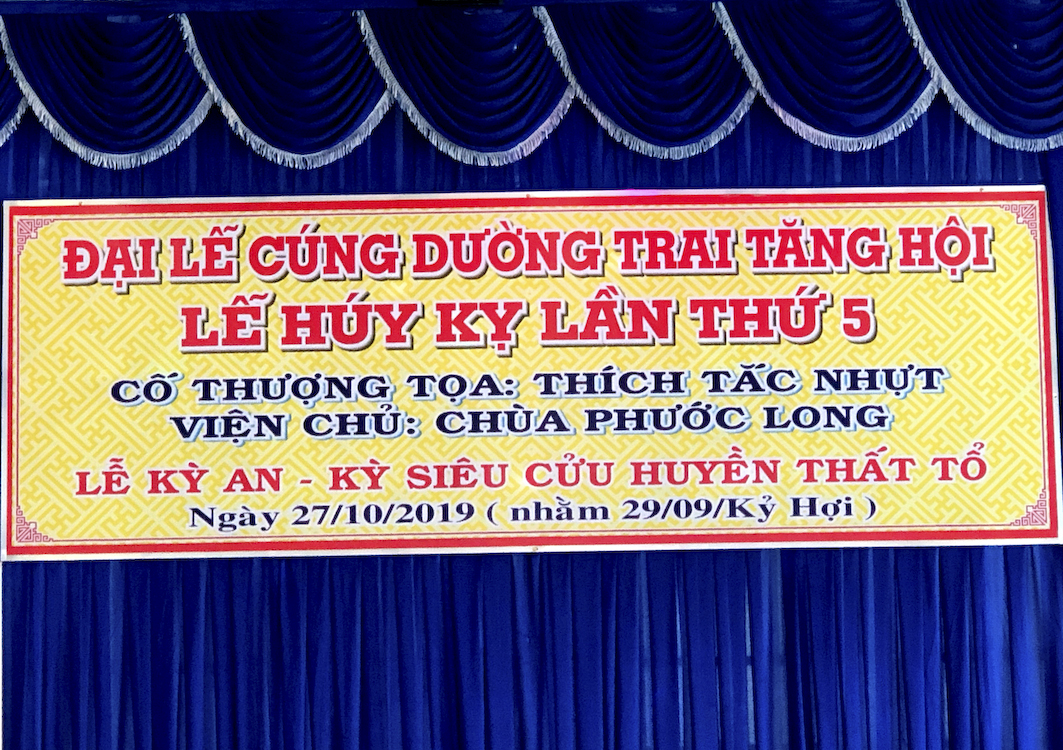 ĐẠI LỄ CÚNG DƯỜNG TRAI TĂNG HỘI
LỄ HÚY KỴ LẦN THỨ 5
CỐ THƯỢNG TỌA: THÍCH TẮC NHỰT
VIỆN CHỦ: CHÙA PHƯỚC LONG
LỄ KỲ AN - KỲ SIÊU CỬU HUYỀN THẤT TỔ
Ngày 27/10/2019 ( nhằm 29/09/Kỷ Hợi )